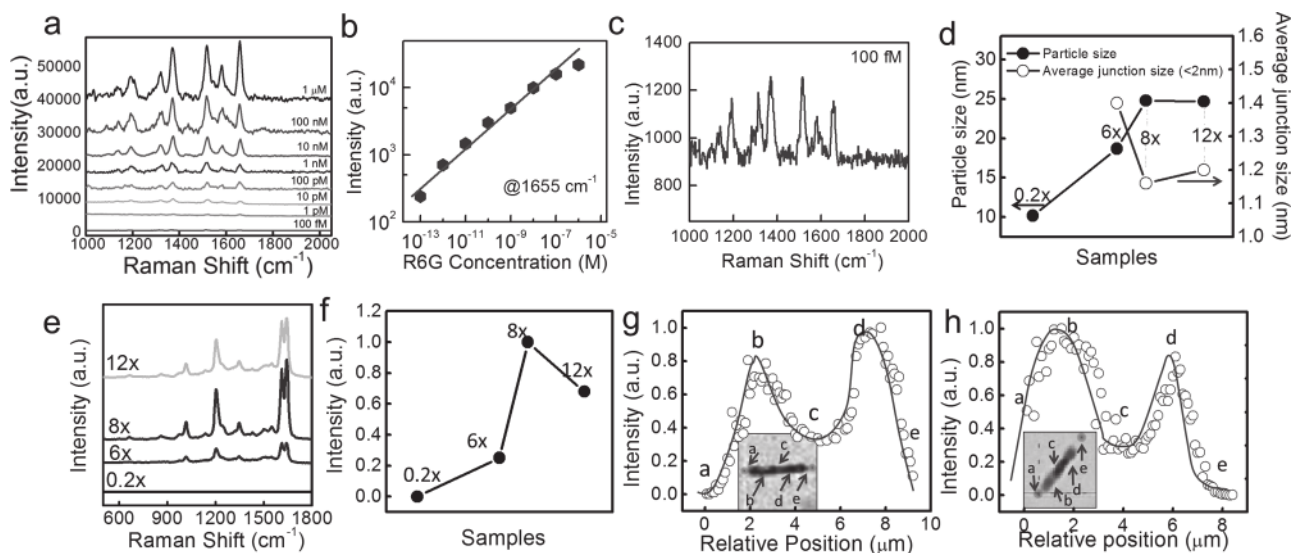 a
Intensity(a.u.)
50000
40000
30000
20000
10000
0
1 μM
100 nM
10 nM
1 nM
100 pM
10 pM
1 pM
100 fM
1000 1200 1400 1600 1800 2000
Raman Shift (cm⁻¹)
b
Intensity (a.u.)
10⁴
10³
10²
@1655 cm⁻¹
10⁻¹³ 10⁻¹¹ 10⁻⁹ 10⁻⁷ 10⁻⁵
R6G Concentration (M)
c
Intensity (a.u.)
1400
1200
1000
800
100 fM
1000 1200 1400 1600 1800 2000
Raman Shift (cm⁻¹)
d
Particle size (nm)
30
25
20
15
10
Particle size
Average junction size (<2nm)
0.2x
6x
8x
12x
1.6
1.5
1.4
1.3
1.2
1.1
1.0
Average junction size (nm)
Samples
e
Intensity (a.u.)
12x
8x
6x
0.2x
600 900 1200 1500 1800
Raman Shift (cm⁻¹)
f
Intensity (a.u.)
1.2
1.0
0.8
0.6
0.4
0.2
0.0
0.2x
6x
8x
12x
Samples
g
Intensity (a.u.)
1.0
0.8
0.6
0.4
0.2
0.0
a
b
c
d
e
a
c
b
d
e
0 2 4 6 8 10
Relative Position (μm)
h
Intensity (a.u.)
1.0
0.8
0.6
0.4
0.2
0.0
a
b
c
d
e
c
a
e
d
b
0 2 4 6 8
Relative position (μm)